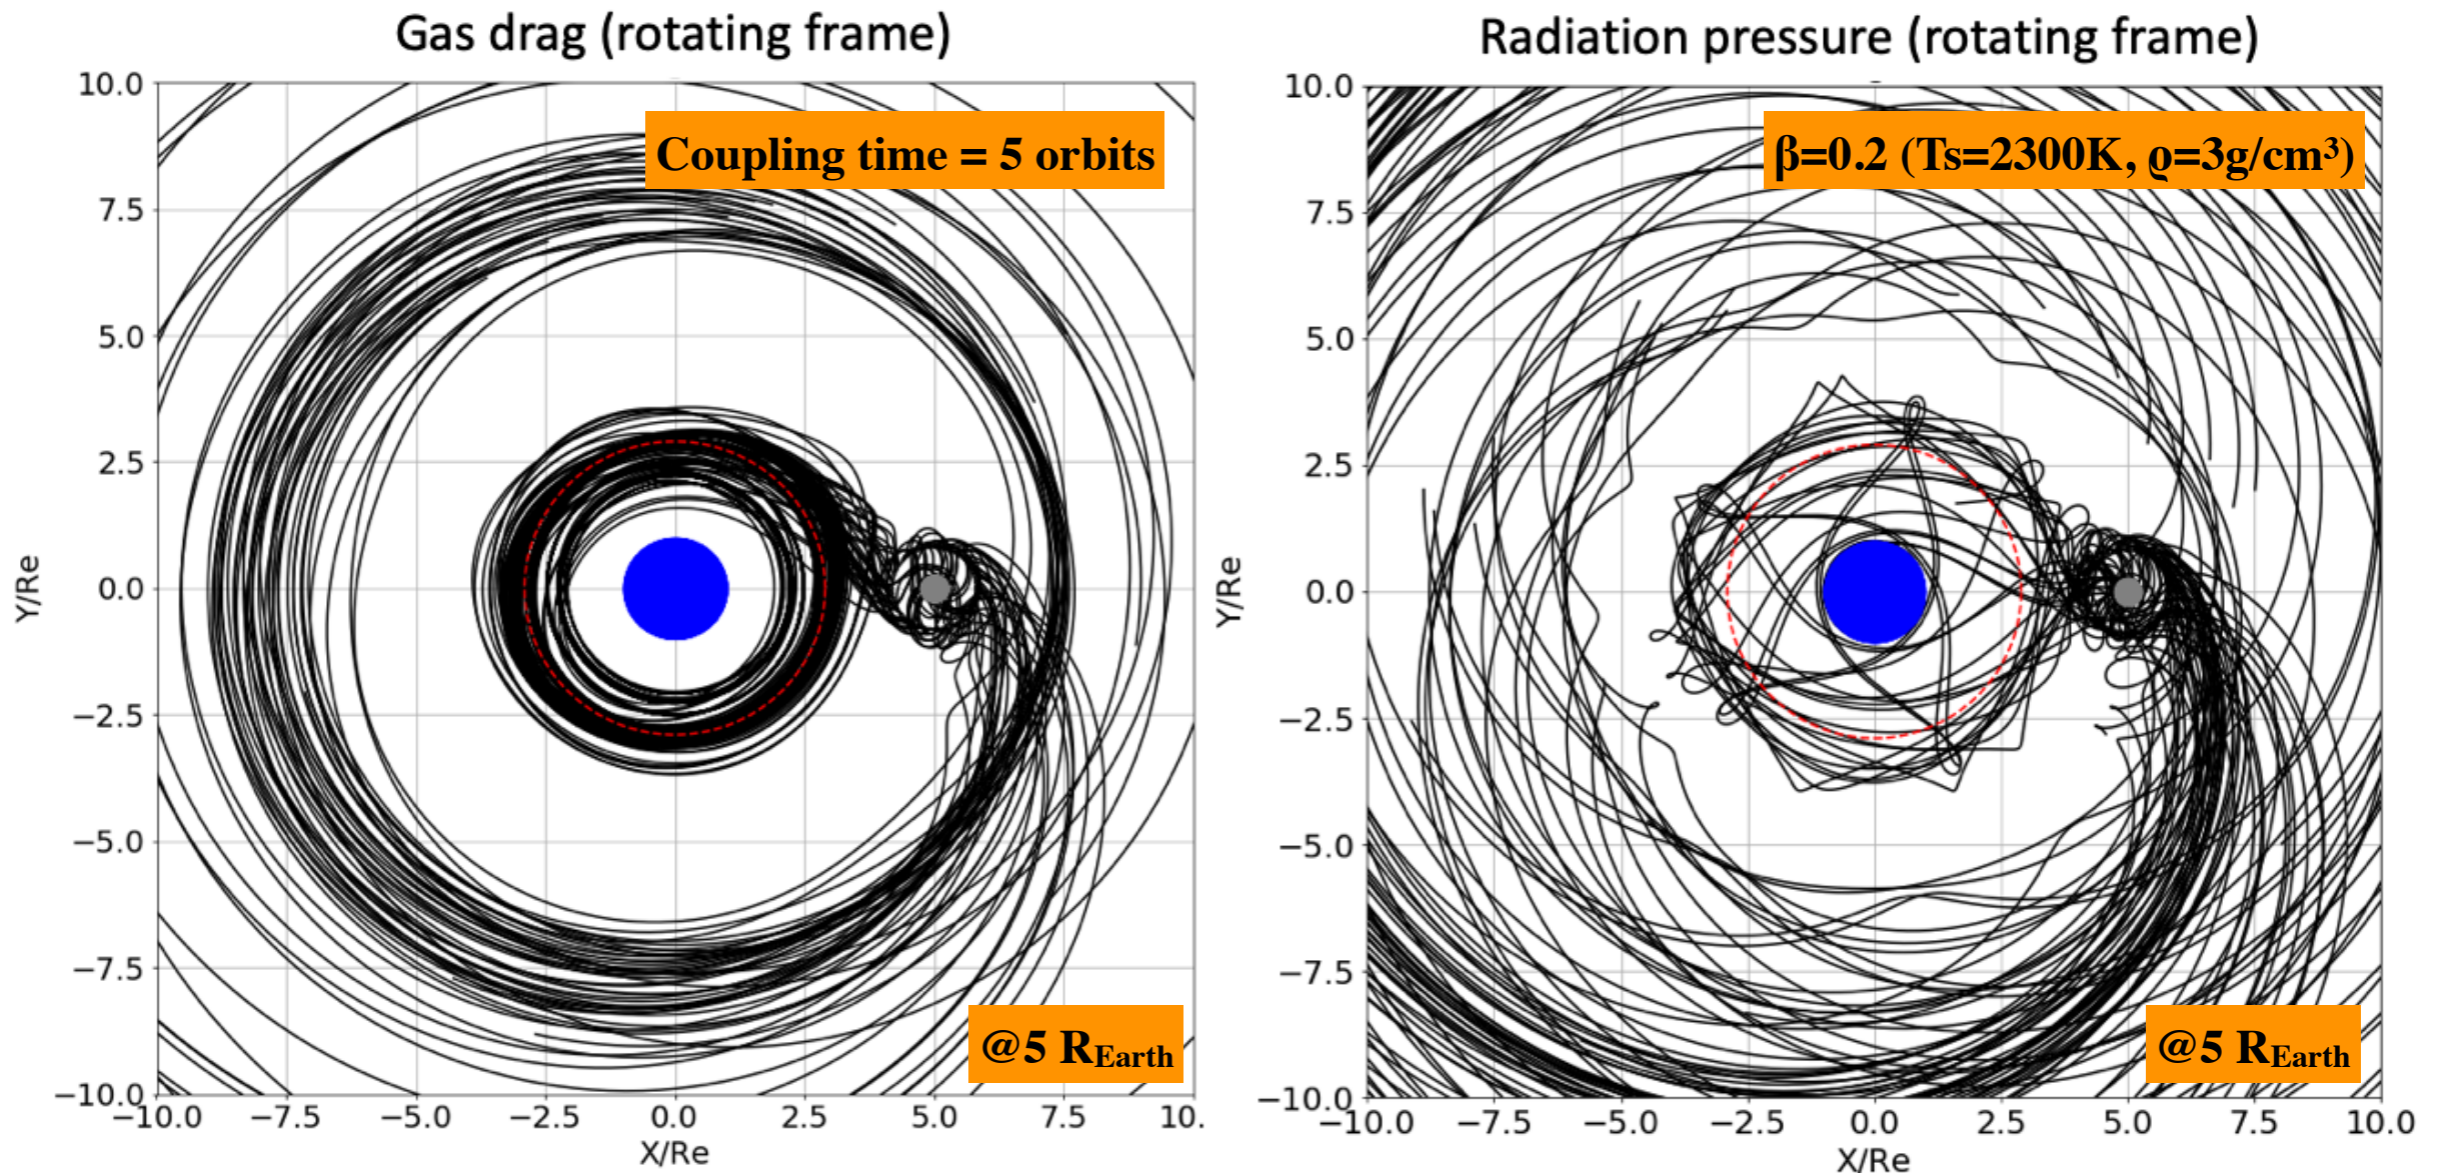 Gas drag (rotating frame)
Coupling time = 5 orbits
10.0
7.5
5.0
2.5
0.0
−2.5
−5.0
−7.5
−10.0
Y/Re
@5 REarth
−10.0 −7.5 −5.0 −2.5 0.0 2.5 5.0 7.5 10.
X/Re
Radiation pressure (rotating frame)
β=0.2 (Ts=2300K, ϱ=3g/cm³)
10.0
7.5
5.0
2.5
0.0
−2.5
−5.0
−7.5
−10.0
Y/Re
@5 REarth
−10.0 −7.5 −5.0 −2.5 0.0 2.5 5.0 7.5 10.0
X/Re